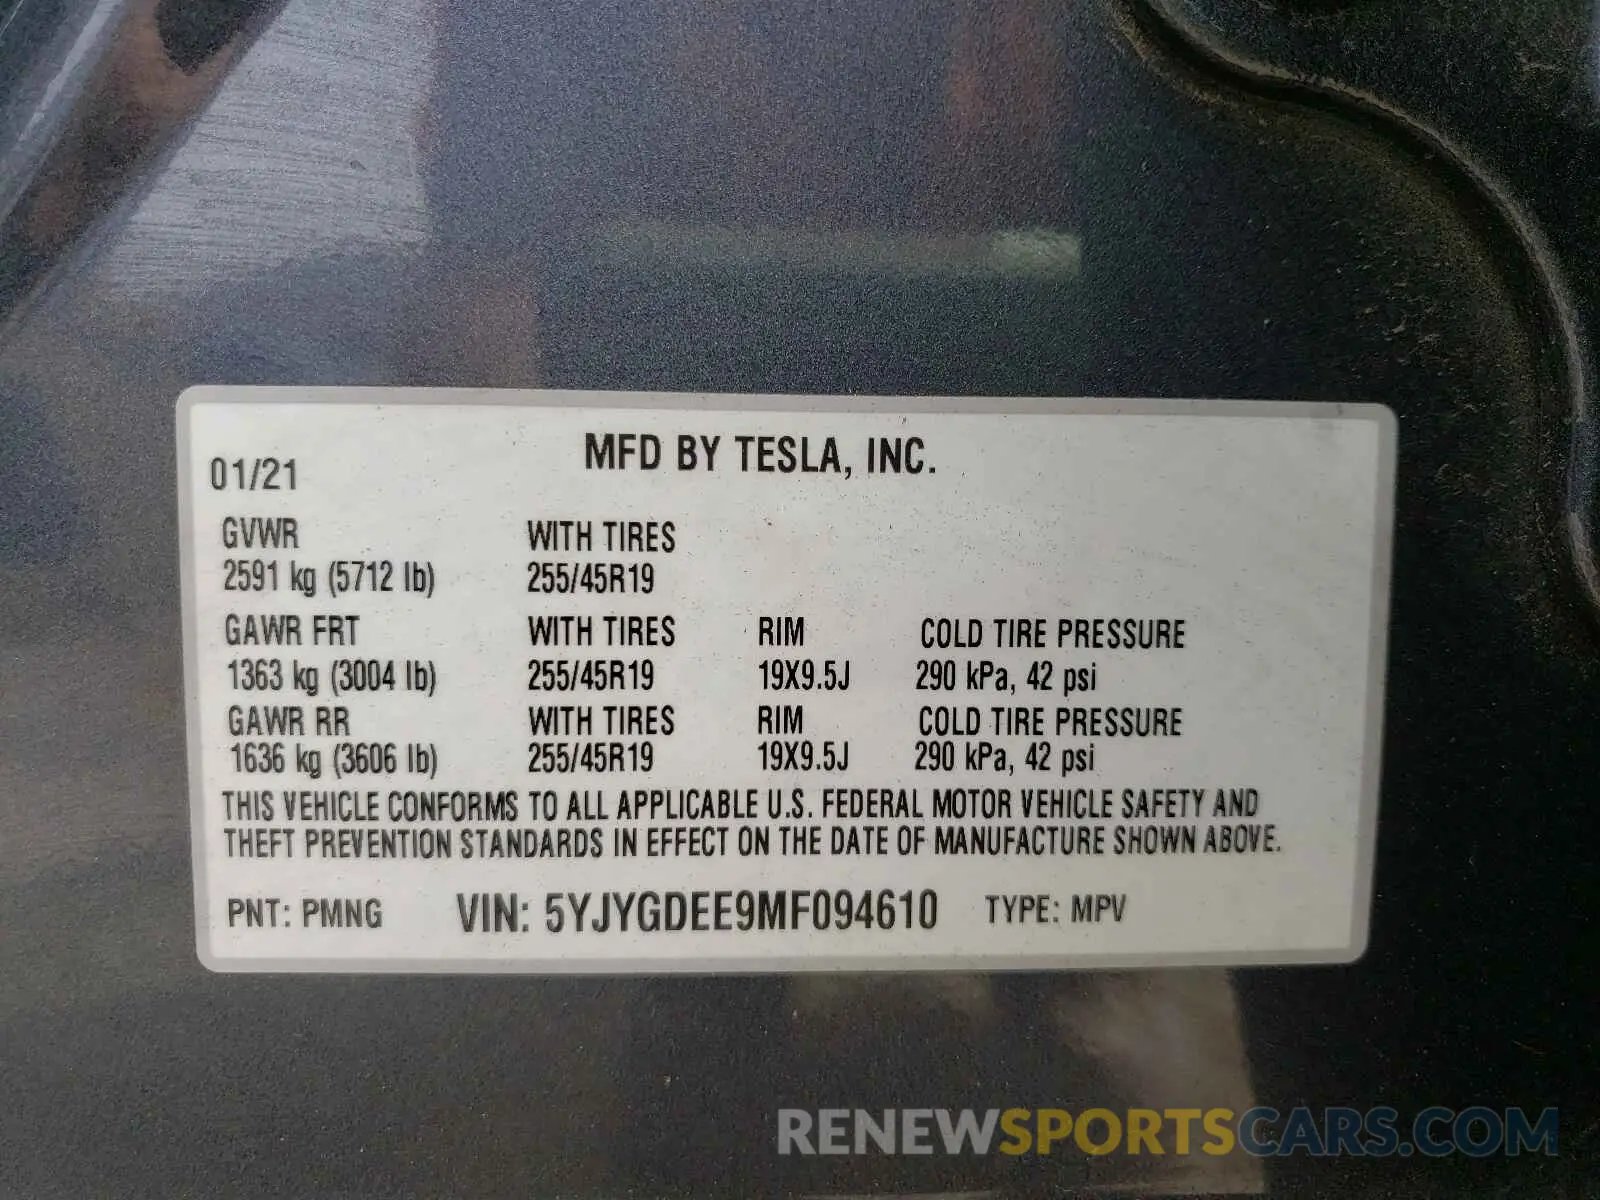 MFD BY TESLA, INC.
01/21
GVWR WITH TIRES
2591 kg (5712 lb) 255/45R19
GAWR FRT WITH TIRES RIM COLD TIRE PRESSURE
1363 kg (3004 lb) 255/45R19 19X9.5J 290 kPa, 42 psi
GAWR RR WITH TIRES RIM COLD TIRE PRESSURE
1636 kg (3606 lb) 255/45R19 19X9.5J 290 kPa, 42 psi
THIS VEHICLE CONFORMS TO ALL APPLICABLE U.S. FEDERAL MOTOR VEHICLE SAFETY AND
THEFT PREVENTION STANDARDS IN EFFECT ON THE DATE OF MANUFACTURE SHOWN ABOVE.
PNT: PMNG VIN: 5YJYGDEE9MF094610 TYPE: MPV
RENEWSPORTSCARS.COM